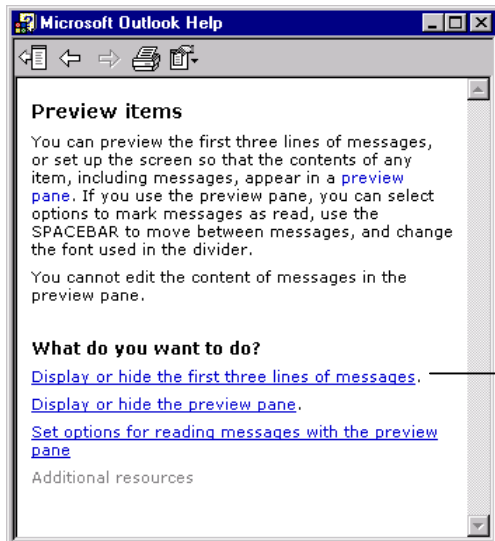 Microsoft Outlook Help
Preview items
You can preview the first three lines of messages,
or set up the screen so that the contents of any
item, including messages, appear in a preview
pane. If you use the preview pane, you can select
options to mark messages as read, use the
SPACEBAR to move between messages, and change
the font used in the divider.
You cannot edit the content of messages in the
preview pane.
What do you want to do?
Display or hide the first three lines of messages.
Display or hide the preview pane.
Set options for reading messages with the preview
pane
Additional resources